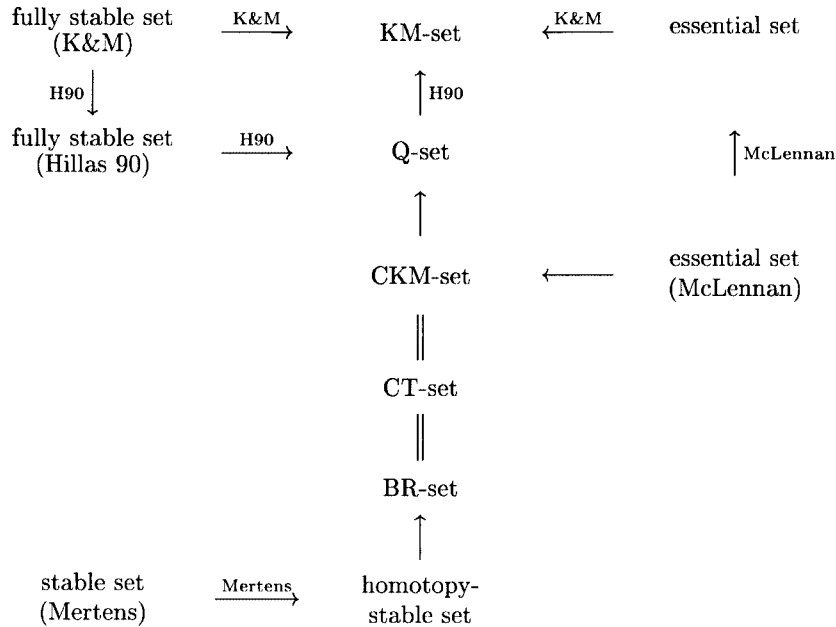 fully stable set
(K&M)
K&M
KM-set
K&M
essential set
H90
H90
fully stable set
(Hillas 90)
H90
Q-set
McLennan
CKM-set
essential set
(McLennan)
CT-set
BR-set
stable set
(Mertens)
Mertens
homotopy-
stable set